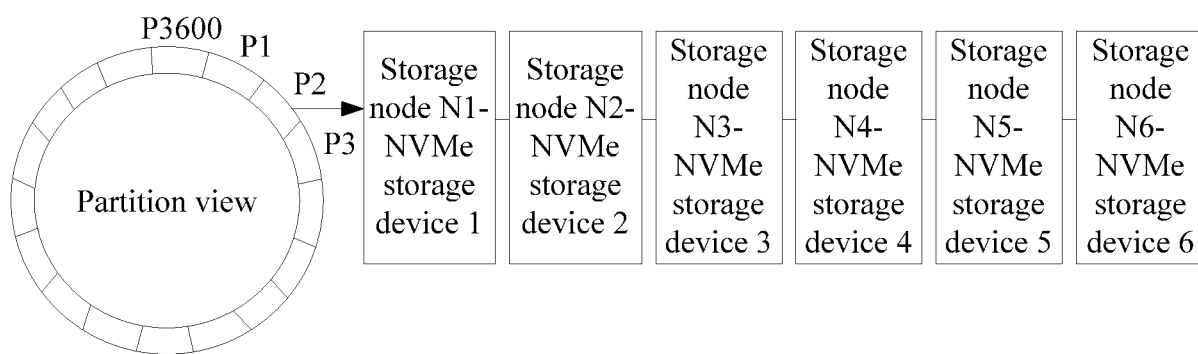 P3600
P1
P2
P3
Partition view
Storage
node N1-
NVMe
storage
device 1
Storage
node N2-
NVMe
storage
device 2
Storage
node
N3-
NVMe
storage
device 3
Storage
node
N4-
NVMe
storage
device 4
Storage
node
N5-
NVMe
storage
device 5
Storage
node
N6-
NVMe
storage
device 6